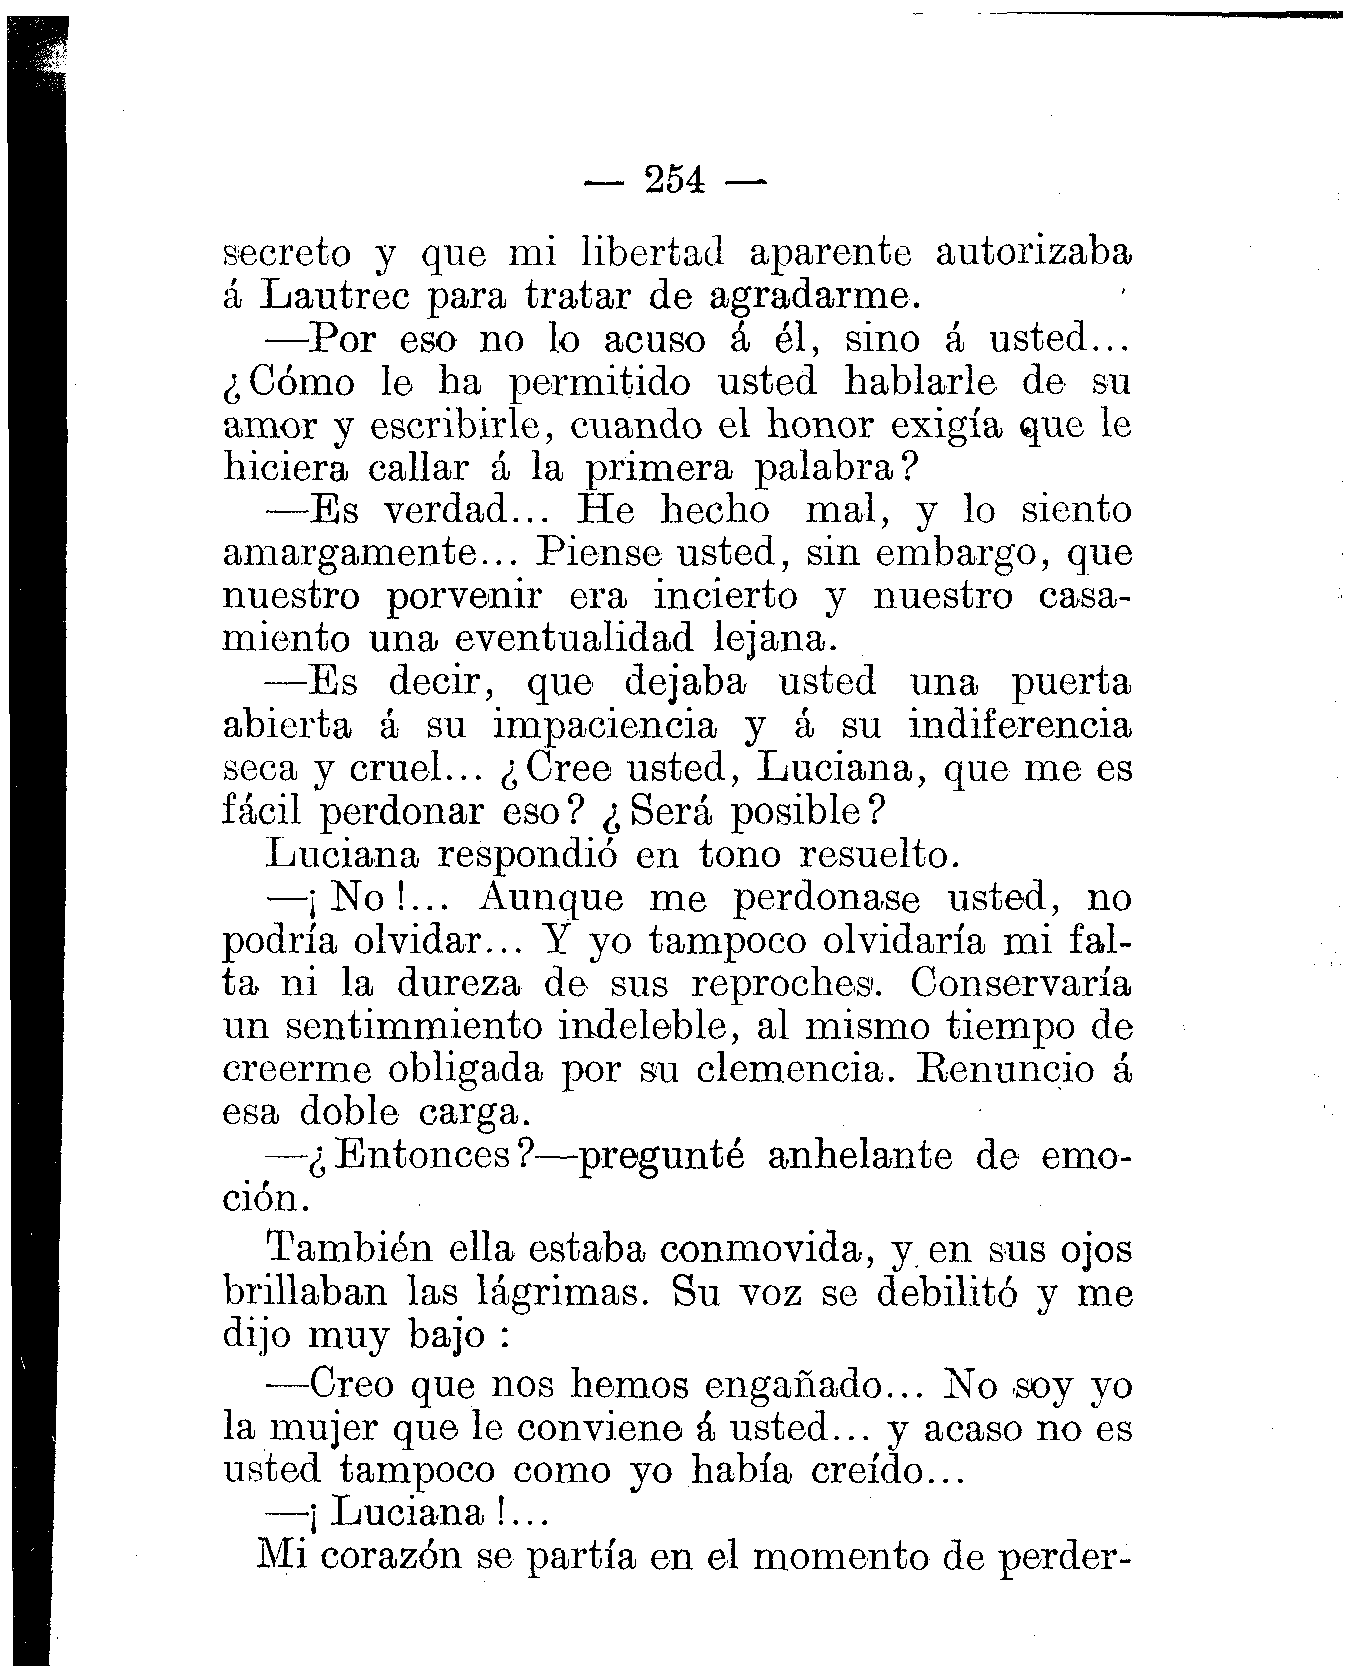 — 254 —
secreto y que mi libertad aparente autorizaba
á Lautrec para tratar de agradarme.
—Por eso no lo acuso á él, sino á usted...
¿Cómo le ha permitido usted hablarle de su
amor y escribirle, cuando el honor exigía que le
hiciera callar á la primera palabra?
—Es verdad... He hecho mal, y lo siento
amargamente... Piense usted, sin embargo, que
nuestro porvenir era incierto y nuestro casa-
miento una eventualidad lejana.
—Es decir, que dejaba usted una puerta
abierta á su impaciencia y á su indiferencia
seca y cruel... ¿Cree usted, Luciana, que me es
fácil perdonar eso? ¿Será posible?
Luciana respondió en tono resuelto.
—¡No!... Aunque me perdonase usted, no
podría olvidar... Y yo tampoco olvidaría mi fal-
ta ni la dureza de sus reproches. Conservaría
un sentimmiento indeleble, al mismo tiempo de
creerme obligada por su clemencia. Renuncio á
esa doble carga.
—¿Entonces?—pregunté anhelante de emo-
ción.
También ella estaba conmovida, y en sus ojos
brillaban las lágrimas. Su voz se debilitó y me
dijo muy bajo :
—Creo que nos hemos engañado... No soy yo
la mujer que le conviene á usted... y acaso no es
usted tampoco como yo había creído...
—¡Luciana!...
Mi corazón se partía en el momento de perder-